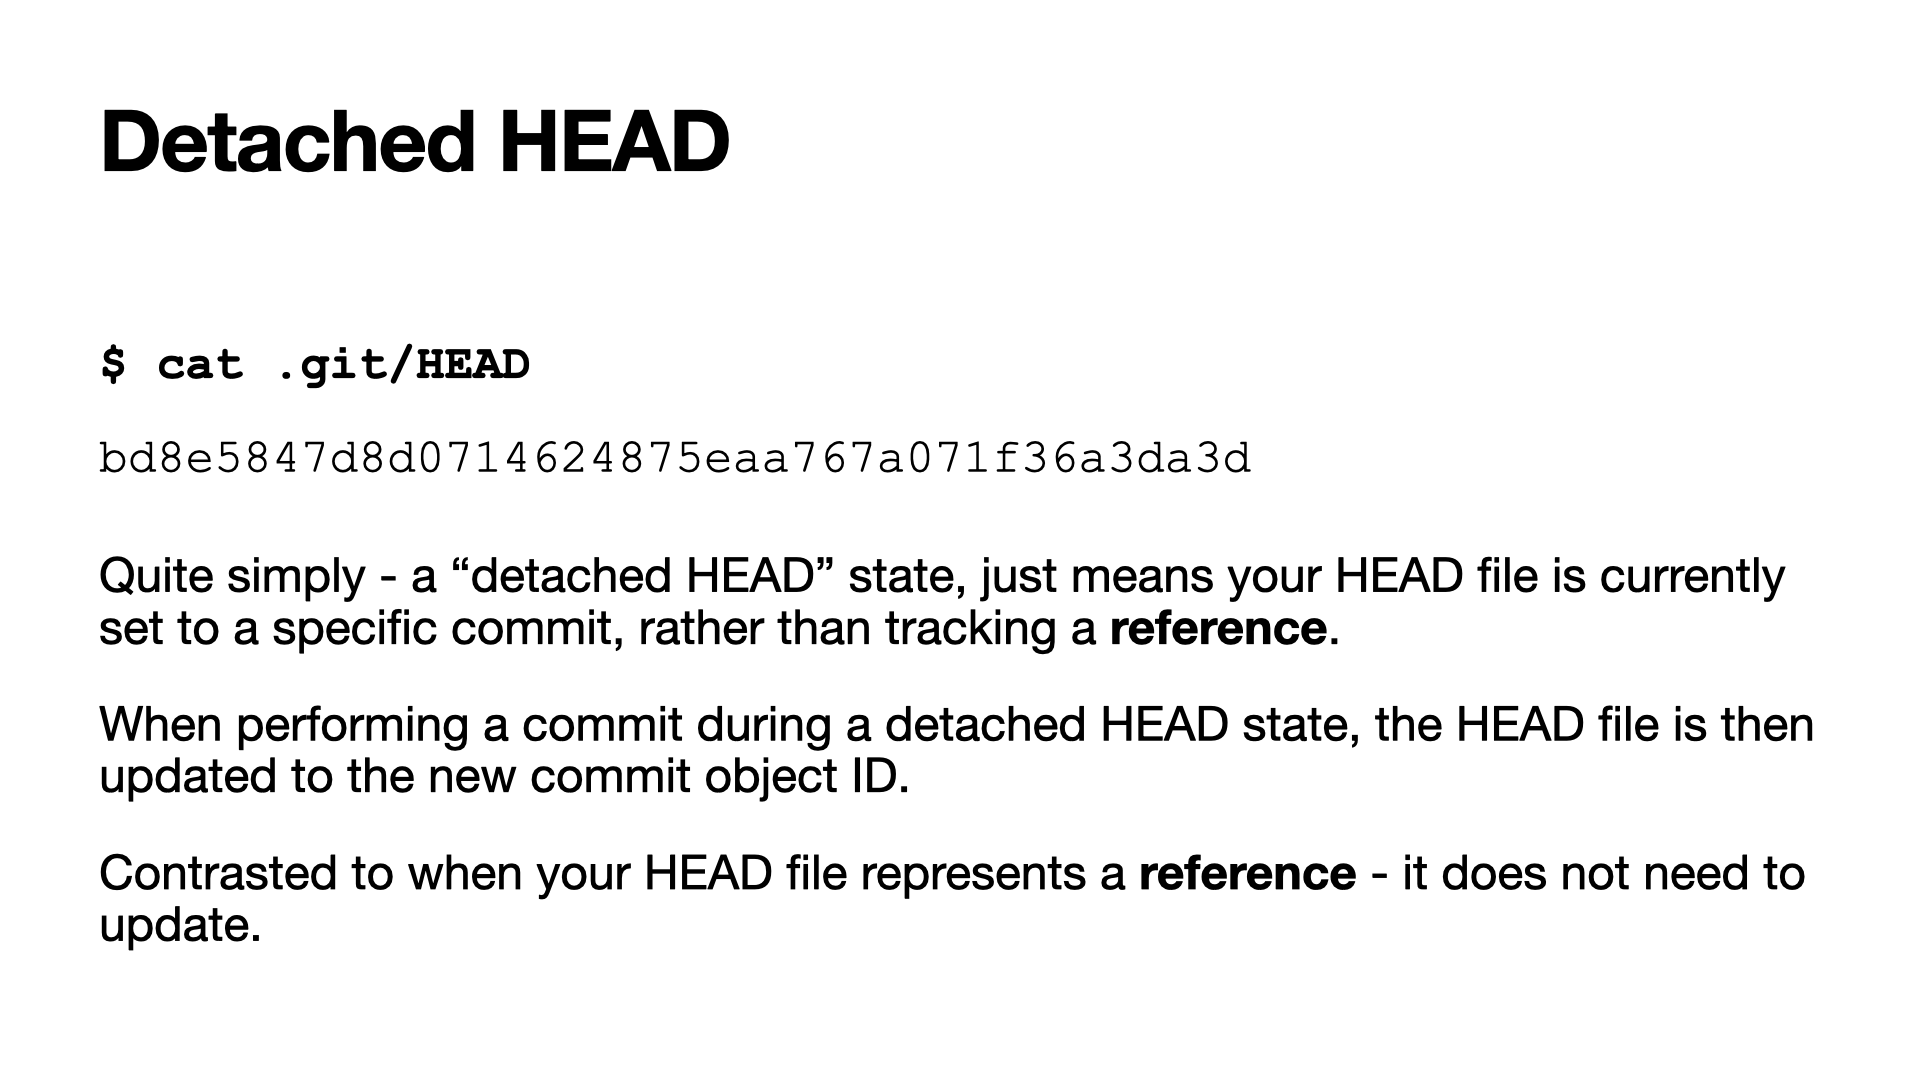 Detached HEAD
$ cat .git/HEAD
bd8e5847d8d0714624875eaa767a071f36a3da3d
Quite simply - a “detached HEAD” state, just means your HEAD file is currently
set to a specific commit, rather than tracking a reference.
When performing a commit during a detached HEAD state, the HEAD file is then
updated to the new commit object ID.
Contrasted to when your HEAD file represents a reference - it does not need to
update.